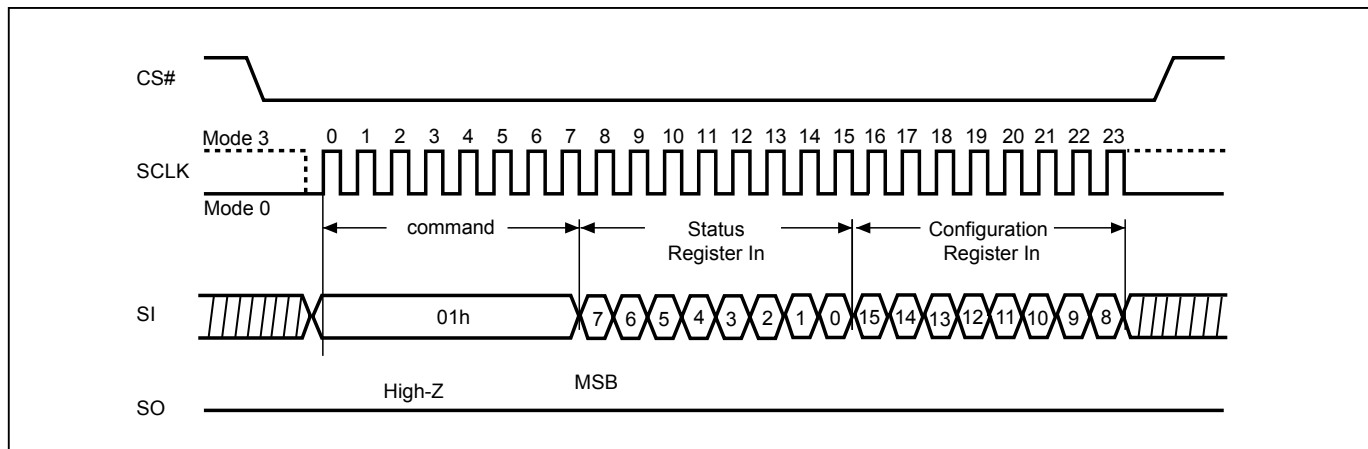 CS#
Mode 3
0 1 2 3 4 5 6 7 8 9 10 11 12 13 14 15 16 17 18 19 20 21 22 23
SCLK
Mode 0
command
Status
Register In
Configuration
Register In
SI
01h
7 6 5 4 3 2 1 0 15 14 13 12 11 10 9 8
High-Z
MSB
SO